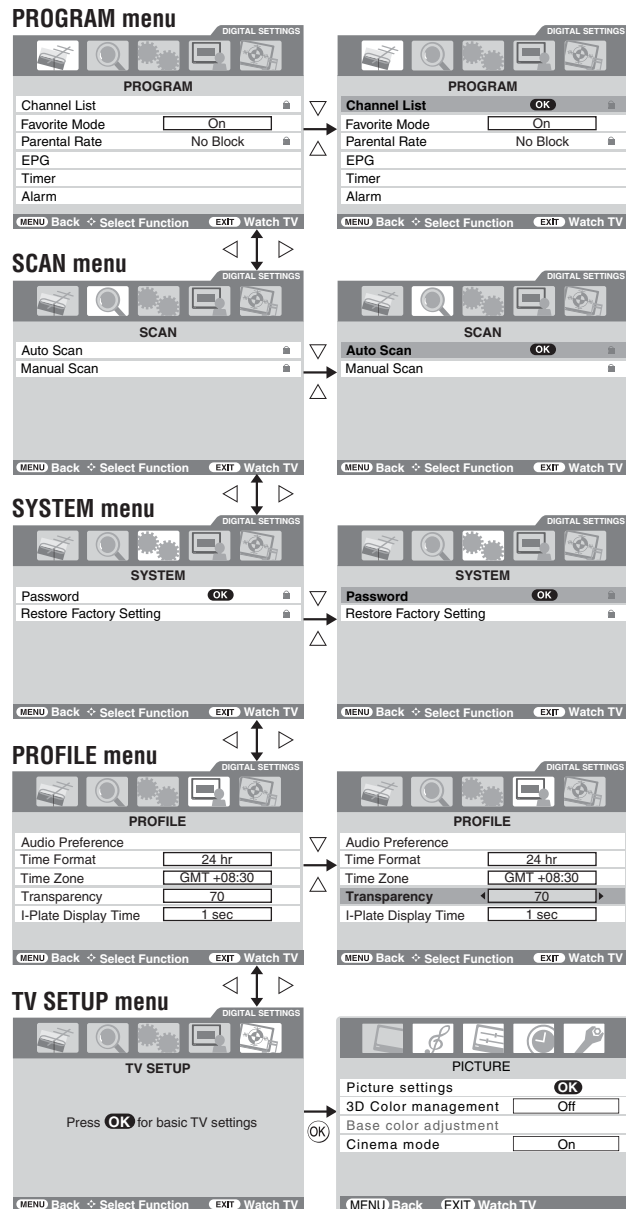 PROGRAM menu
DIGITAL SETTINGS
PROGRAM
Channel List
Favorite Mode On
Parental Rate No Block
EPG
Timer
Alarm
MENU Back Select Function EXIT Watch TV
DIGITAL SETTINGS
PROGRAM
Channel List OK
Favorite Mode On
Parental Rate No Block
EPG
Timer
Alarm
MENU Back Select Function EXIT Watch TV
SCAN menu
DIGITAL SETTINGS
SCAN
Auto Scan
Manual Scan
MENU Back Select Function EXIT Watch TV
DIGITAL SETTINGS
SCAN
Auto Scan OK
Manual Scan
MENU Back Select Function EXIT Watch TV
SYSTEM menu
DIGITAL SETTINGS
SYSTEM
Password OK
Restore Factory Setting
MENU Back Select Function EXIT Watch TV
DIGITAL SETTINGS
SYSTEM
Password OK
Restore Factory Setting
MENU Back Select Function EXIT Watch TV
PROFILE menu
DIGITAL SETTINGS
PROFILE
Audio Preference
Time Format 24 hr
Time Zone GMT +08:30
Transparency 70
I-Plate Display Time 1 sec
MENU Back Select Function EXIT Watch TV
DIGITAL SETTINGS
PROFILE
Audio Preference
Time Format 24 hr
Time Zone GMT +08:30
Transparency 70
I-Plate Display Time 1 sec
MENU Back Select Function EXIT Watch TV
TV SETUP menu
DIGITAL SETTINGS
TV SETUP
Press OK for basic TV settings
MENU Back Select Function EXIT Watch TV
OK
PICTURE
Picture settings OK
3D Color management Off
Base color adjustment
Cinema mode On
MENU Back EXIT Watch TV